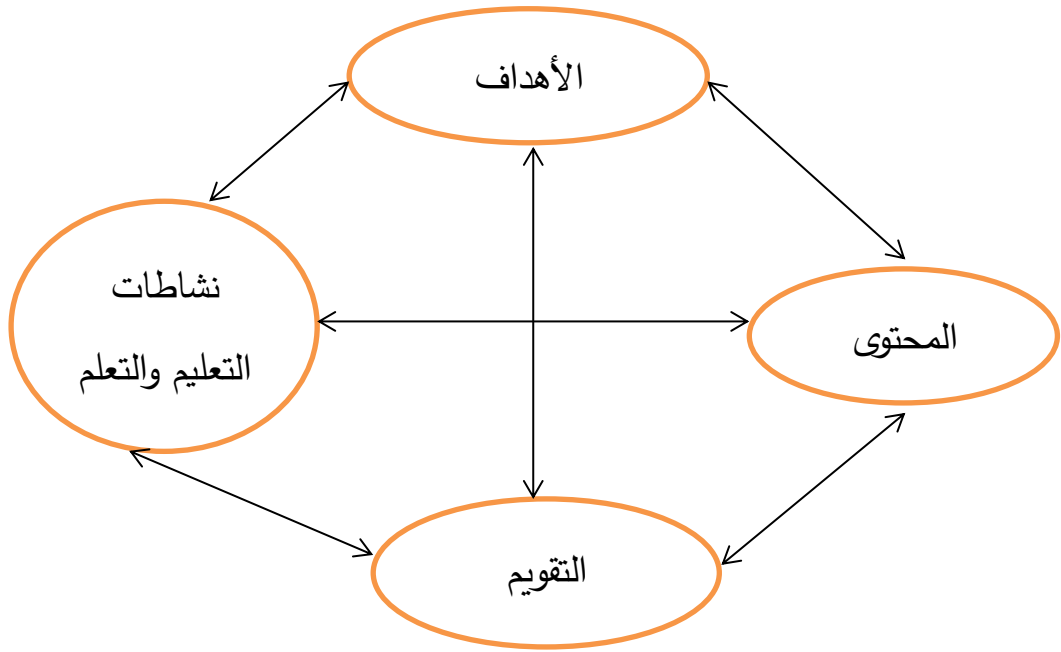 الأهداف
نشاطات
التعليم والتعلم
المحتوى
التقويم